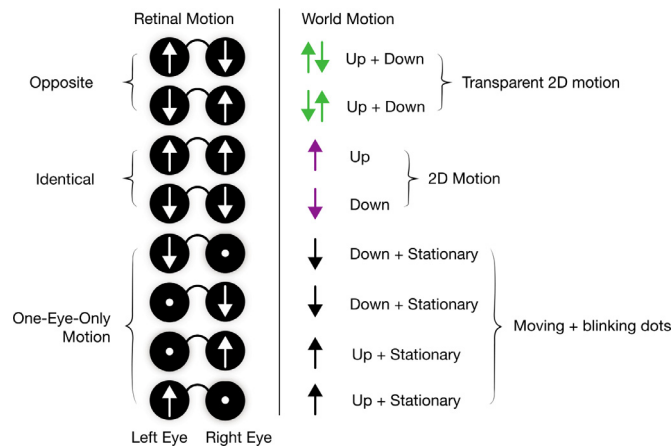 Retinal Motion
World Motion
Opposite
Up + Down
Up + Down
Transparent 2D motion
Identical
Up
Down
2D Motion
One-Eye-Only
Motion
Down + Stationary
Down + Stationary
Up + Stationary
Up + Stationary
Moving + blinking dots
Left Eye
Right Eye